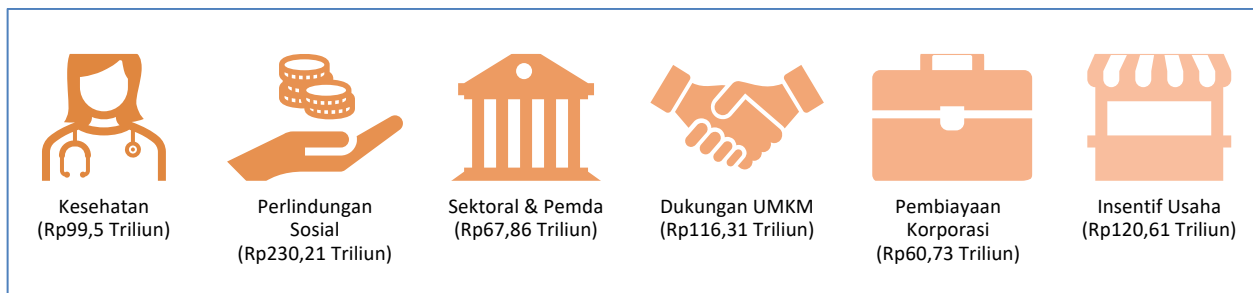 Kesehatan
(Rp99,5 Triliun)
Perlindungan
Sosial
(Rp230,21 Triliun)
Sektoral & Pemda
(Rp67,86 Triliun)
Dukungan UMKM
(Rp116,31 Triliun)
Pembiayaan
Korporasi
(Rp60,73 Triliun)
Insentif Usaha
(Rp120,61 Triliun)